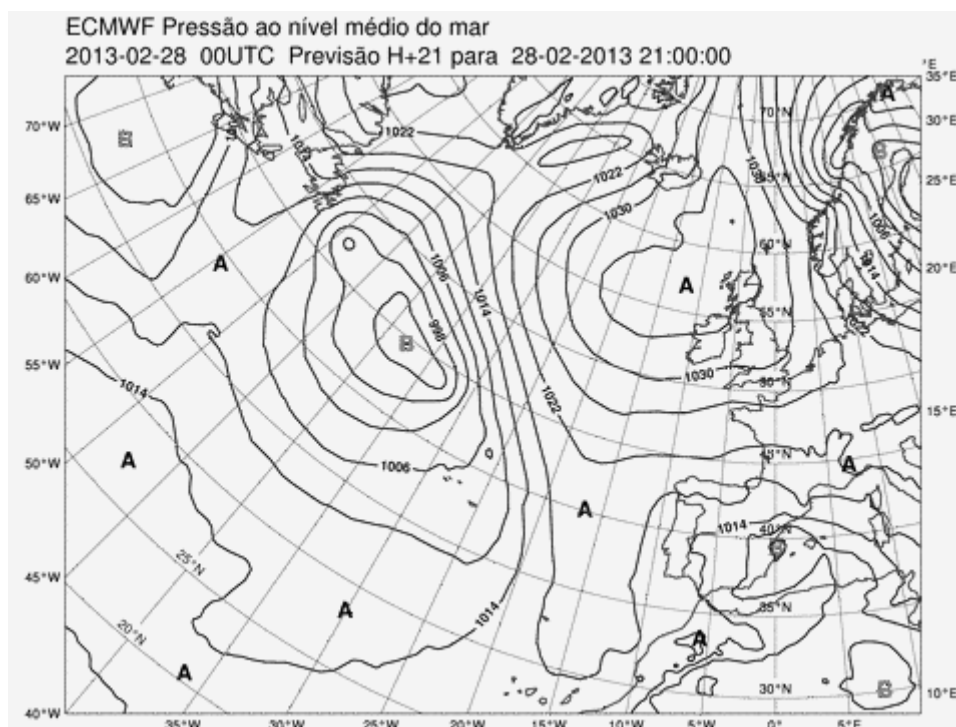 ECMWF Pressão ao nível médio do mar
2013-02-28 00UTC Previsão H+21 para 28-02-2013 21:00:00
°E
35°E
A
70°W
1022
70°N
30°E
1022
65°W
1030
65°N
25°E
1030
1006
60°N
60°W
A
1006
1014
20°E
A
1014
55°N
55°W
998
1014
1030
50°N
1022
15°E
50°W
A
1006
45°N
A
A
1014
40°N
25°N
45°W
A
1014
35°N
20°N
A
A
30°N
10°E
40°W
35°W
30°W
25°W
20°W
15°W
10°W
5°W
0°E
5°E